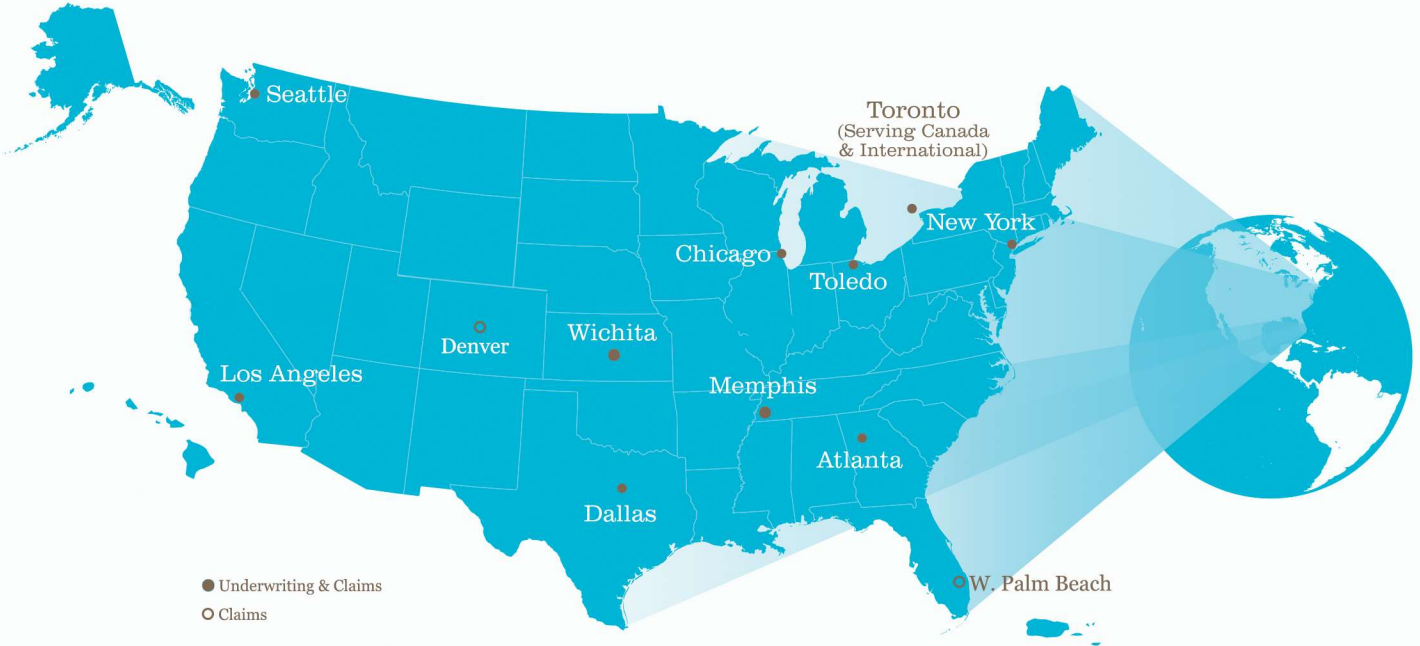 Seattle
Toronto
(Serving Canada
& International)
New York
Chicago
Toledo
Wichita
Denver
Los Angeles
Memphis
Atlanta
Dallas
W. Palm Beach
Underwriting & Claims
Claims